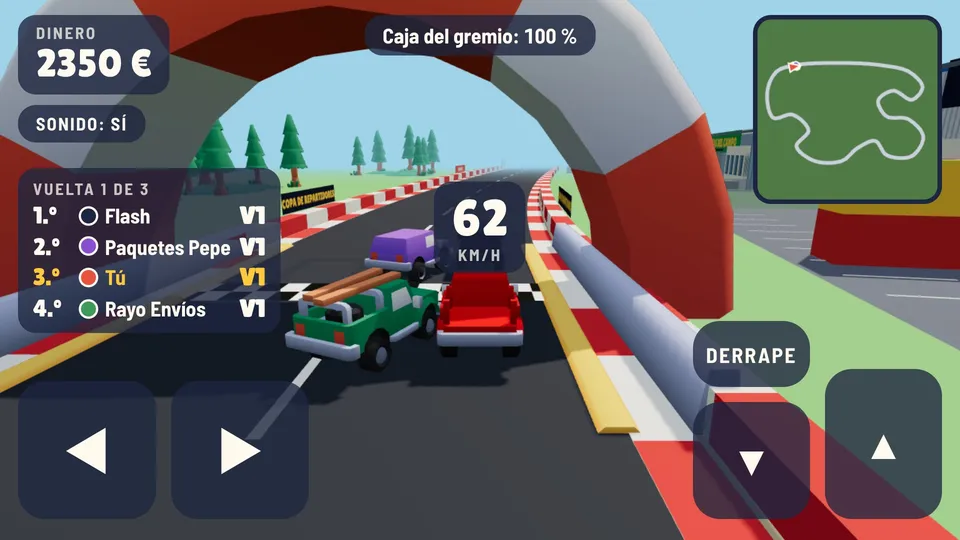 DINERO
2350 €
Caja del gremio: 100 %
SONIDO: SÍ
VUELTA 1 DE 3
1.º Flash V1
2.º Paquetes Pepe V1
3.º Tú V1
4.º Rayo Envíos V1
COPA DE REPARTIDORES
62
KM/H
DERRAPE